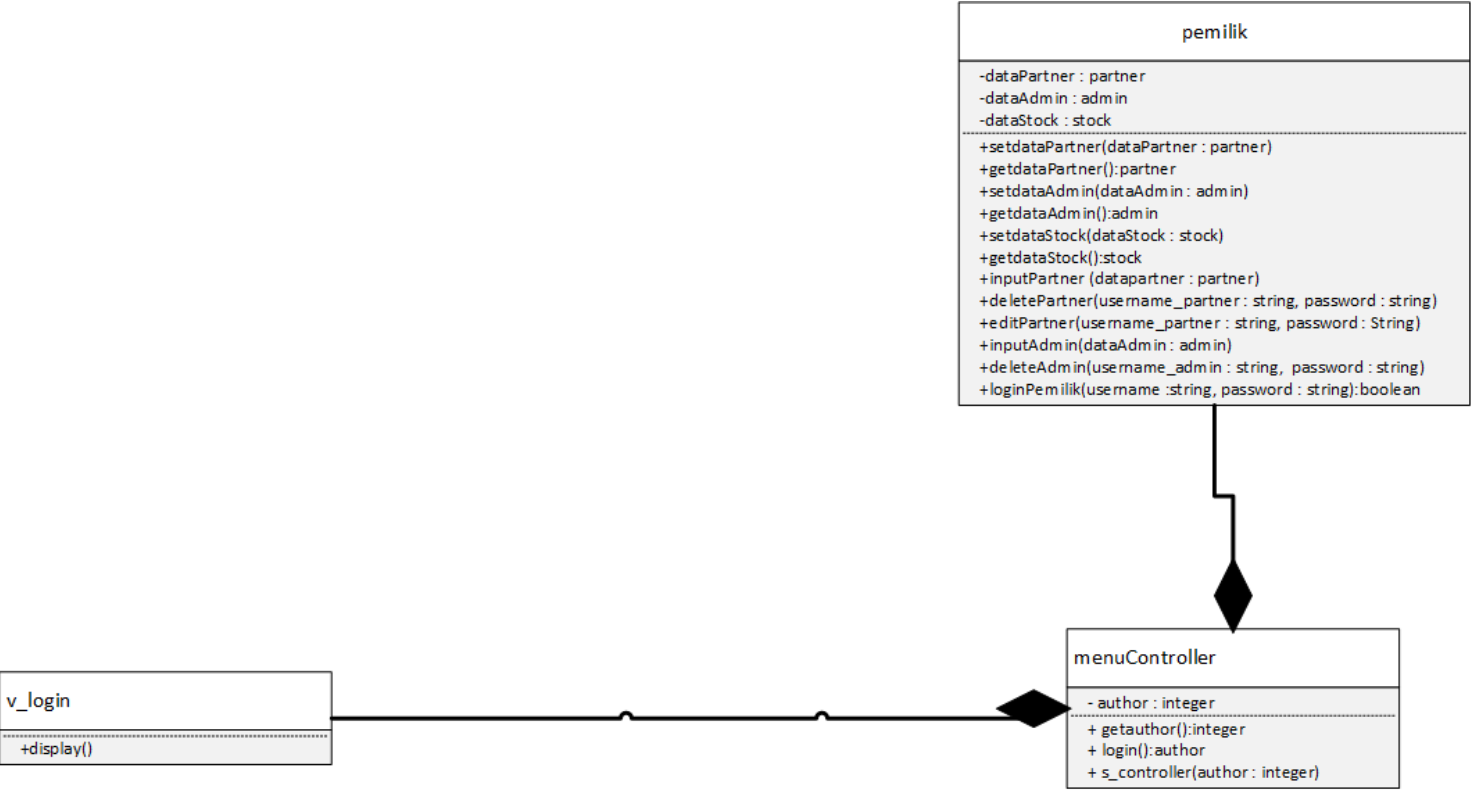 pemilik
-dataPartner : partner
-dataAdmin : admin
-dataStock : stock
+setdataPartner(dataPartner : partner)
+getdataPartner():partner
+setdataAdmin(dataAdmin : admin)
+getdataAdmin():admin
+setdataStock(dataStock : stock)
+getdataStock():stock
+inputPartner (datapartner : partner)
+deletePartner(username_partner : string, password : string)
+editPartner(username_partner : string, password : String)
+inputAdmin(dataAdmin : admin)
+deleteAdmin(username_admin : string, password : string)
+loginPemilik(username :string, password : string):boolean
menuController
- author : integer
+ getauthor():integer
+ login():author
+ s_controller(author : integer)
v_login
+display()